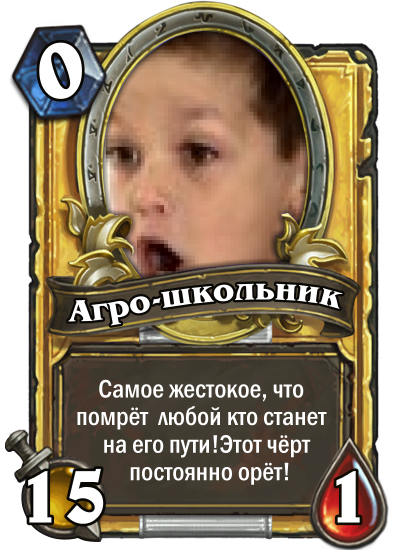 0
Агро-школьник
Самое жестокое, что
помрёт любой кто станет
на его пути!Этот чёрт
постоянно орёт!
15
1